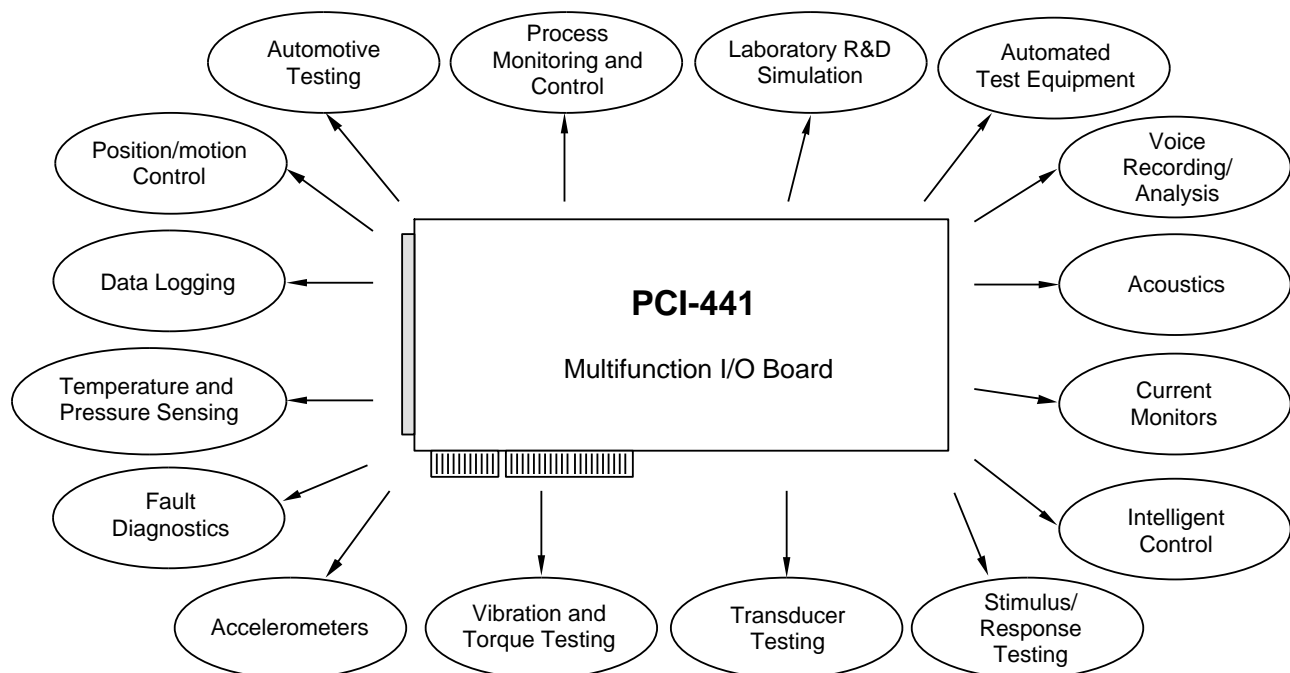 Automotive
Testing
Process
Monitoring and
Control
Laboratory R&D
Simulation
Automated
Test Equipment
Position/motion
Control
Voice
Recording/
Analysis
Data Logging
PCI-441
Multifunction I/O Board
Acoustics
Temperature and
Pressure Sensing
Current
Monitors
Fault
Diagnostics
Intelligent
Control
Accelerometers
Vibration and
Torque Testing
Transducer
Testing
Stimulus/
Response
Testing